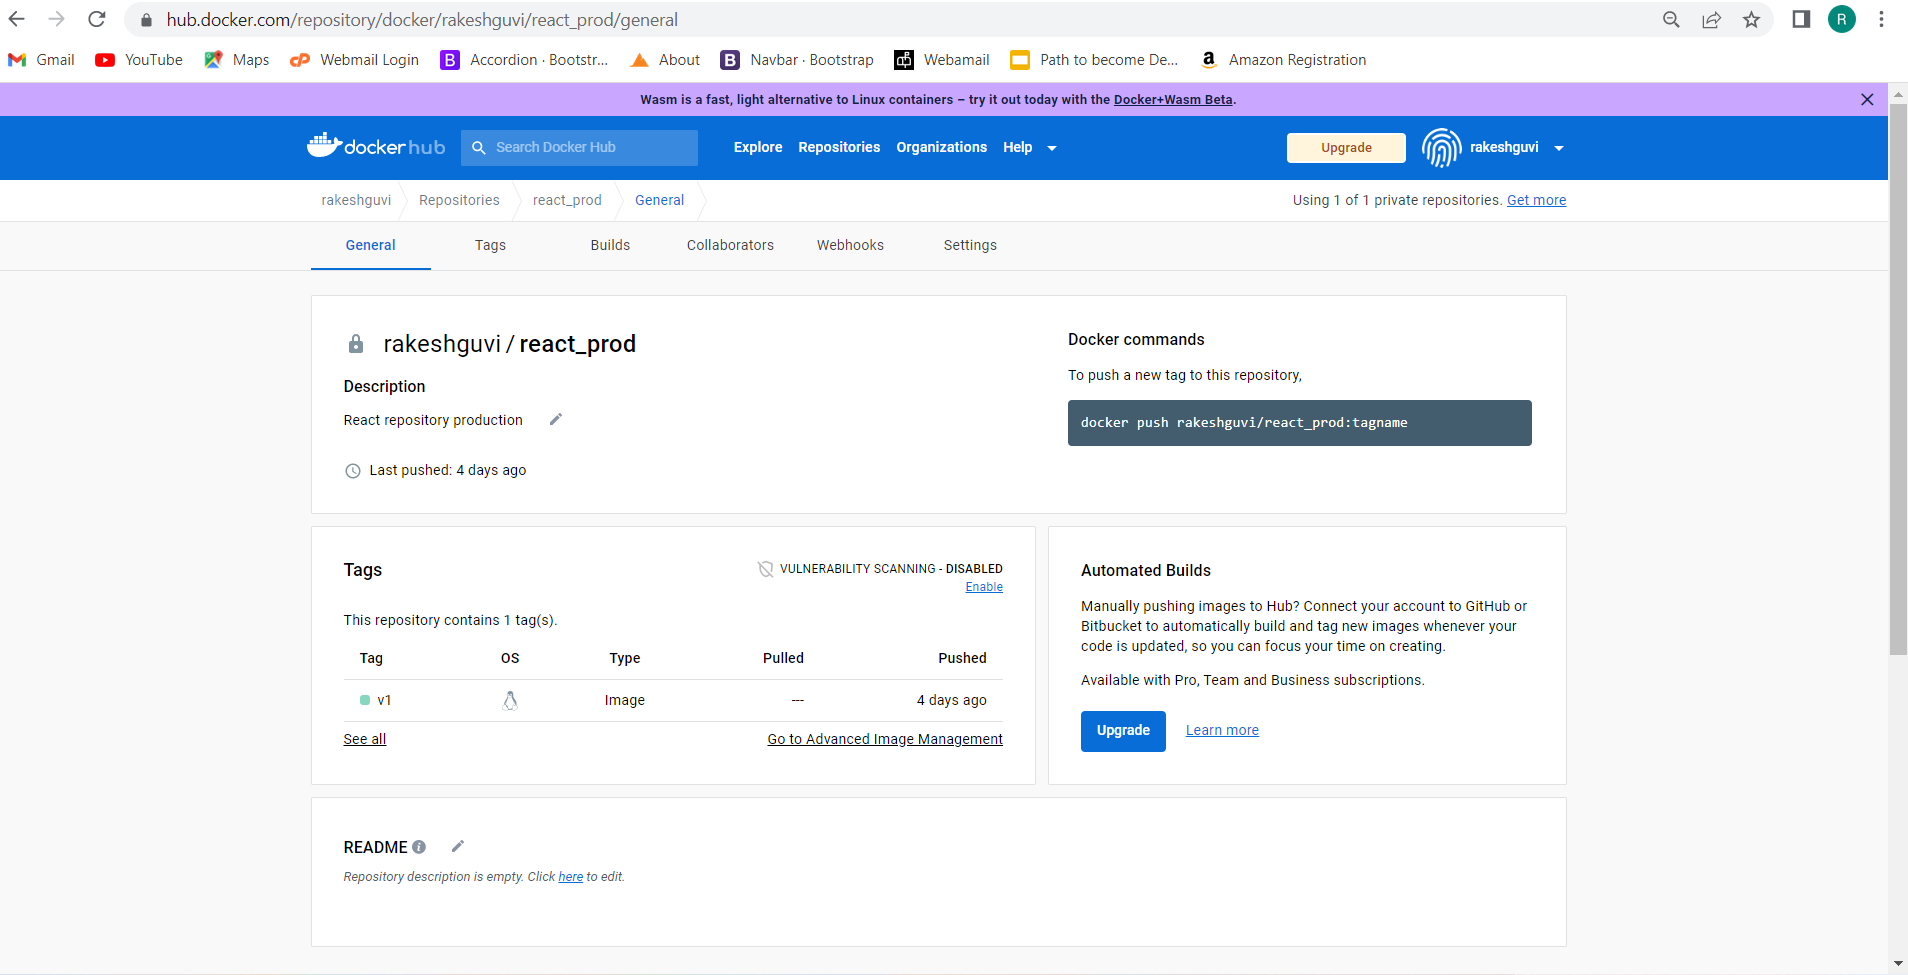 hub.docker.com/repository/docker/rakeshguvi/react_prod/general
R
Gmail YouTube Maps Webmail Login Accordion · Bootstr... About Navbar · Bootstrap Webamail Path to become De... Amazon Registration
Wasm is a fast, light alternative to Linux containers – try it out today with the Docker+Wasm Beta.
docker hub Search Docker Hub Explore Repositories Organizations Help Upgrade rakeshguvi
rakeshguvi Repositories react_prod General Using 1 of 1 private repositories. Get more
General Tags Builds Collaborators Webhooks Settings
rakeshguvi / react_prod
Description
React repository production
Last pushed: 4 days ago
Docker commands
To push a new tag to this repository,
docker push rakeshguvi/react_prod:tagname
Tags
VULNERABILITY SCANNING - DISABLED
Enable
This repository contains 1 tag(s).
Tag OS Type Pulled Pushed
v1 Image --- 4 days ago
See all Go to Advanced Image Management
Automated Builds
Manually pushing images to Hub? Connect your account to GitHub or
Bitbucket to automatically build and tag new images whenever your
code is updated, so you can focus your time on creating.
Available with Pro, Team and Business subscriptions.
Upgrade Learn more
README
Repository description is empty. Click here to edit.